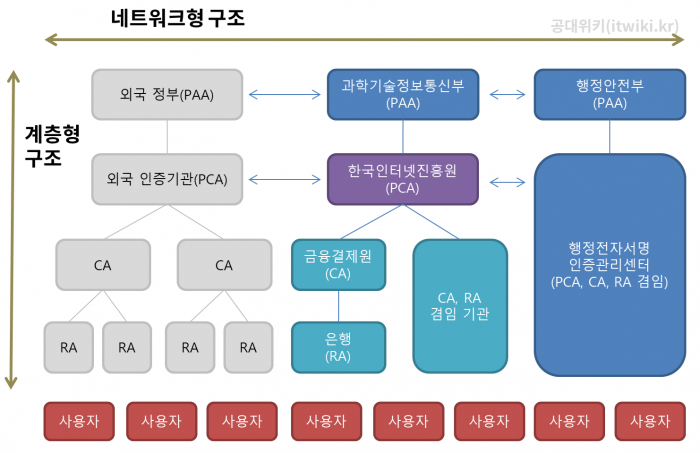 네트워크형 구조
공대위키(itwiki.kr)
계층형
구조
외국 정부(PAA)
과학기술정보통신부
(PAA)
행정안전부
(PAA)
외국 인증기관(PCA)
한국인터넷진흥원
(PCA)
행정전자서명
인증관리센터
(PCA, CA, RA 겸임)
CA
CA
금융결제원
(CA)
CA, RA
겸임 기관
RA
RA
RA
RA
은행
(RA)
사용자
사용자
사용자
사용자
사용자
사용자
사용자
사용자